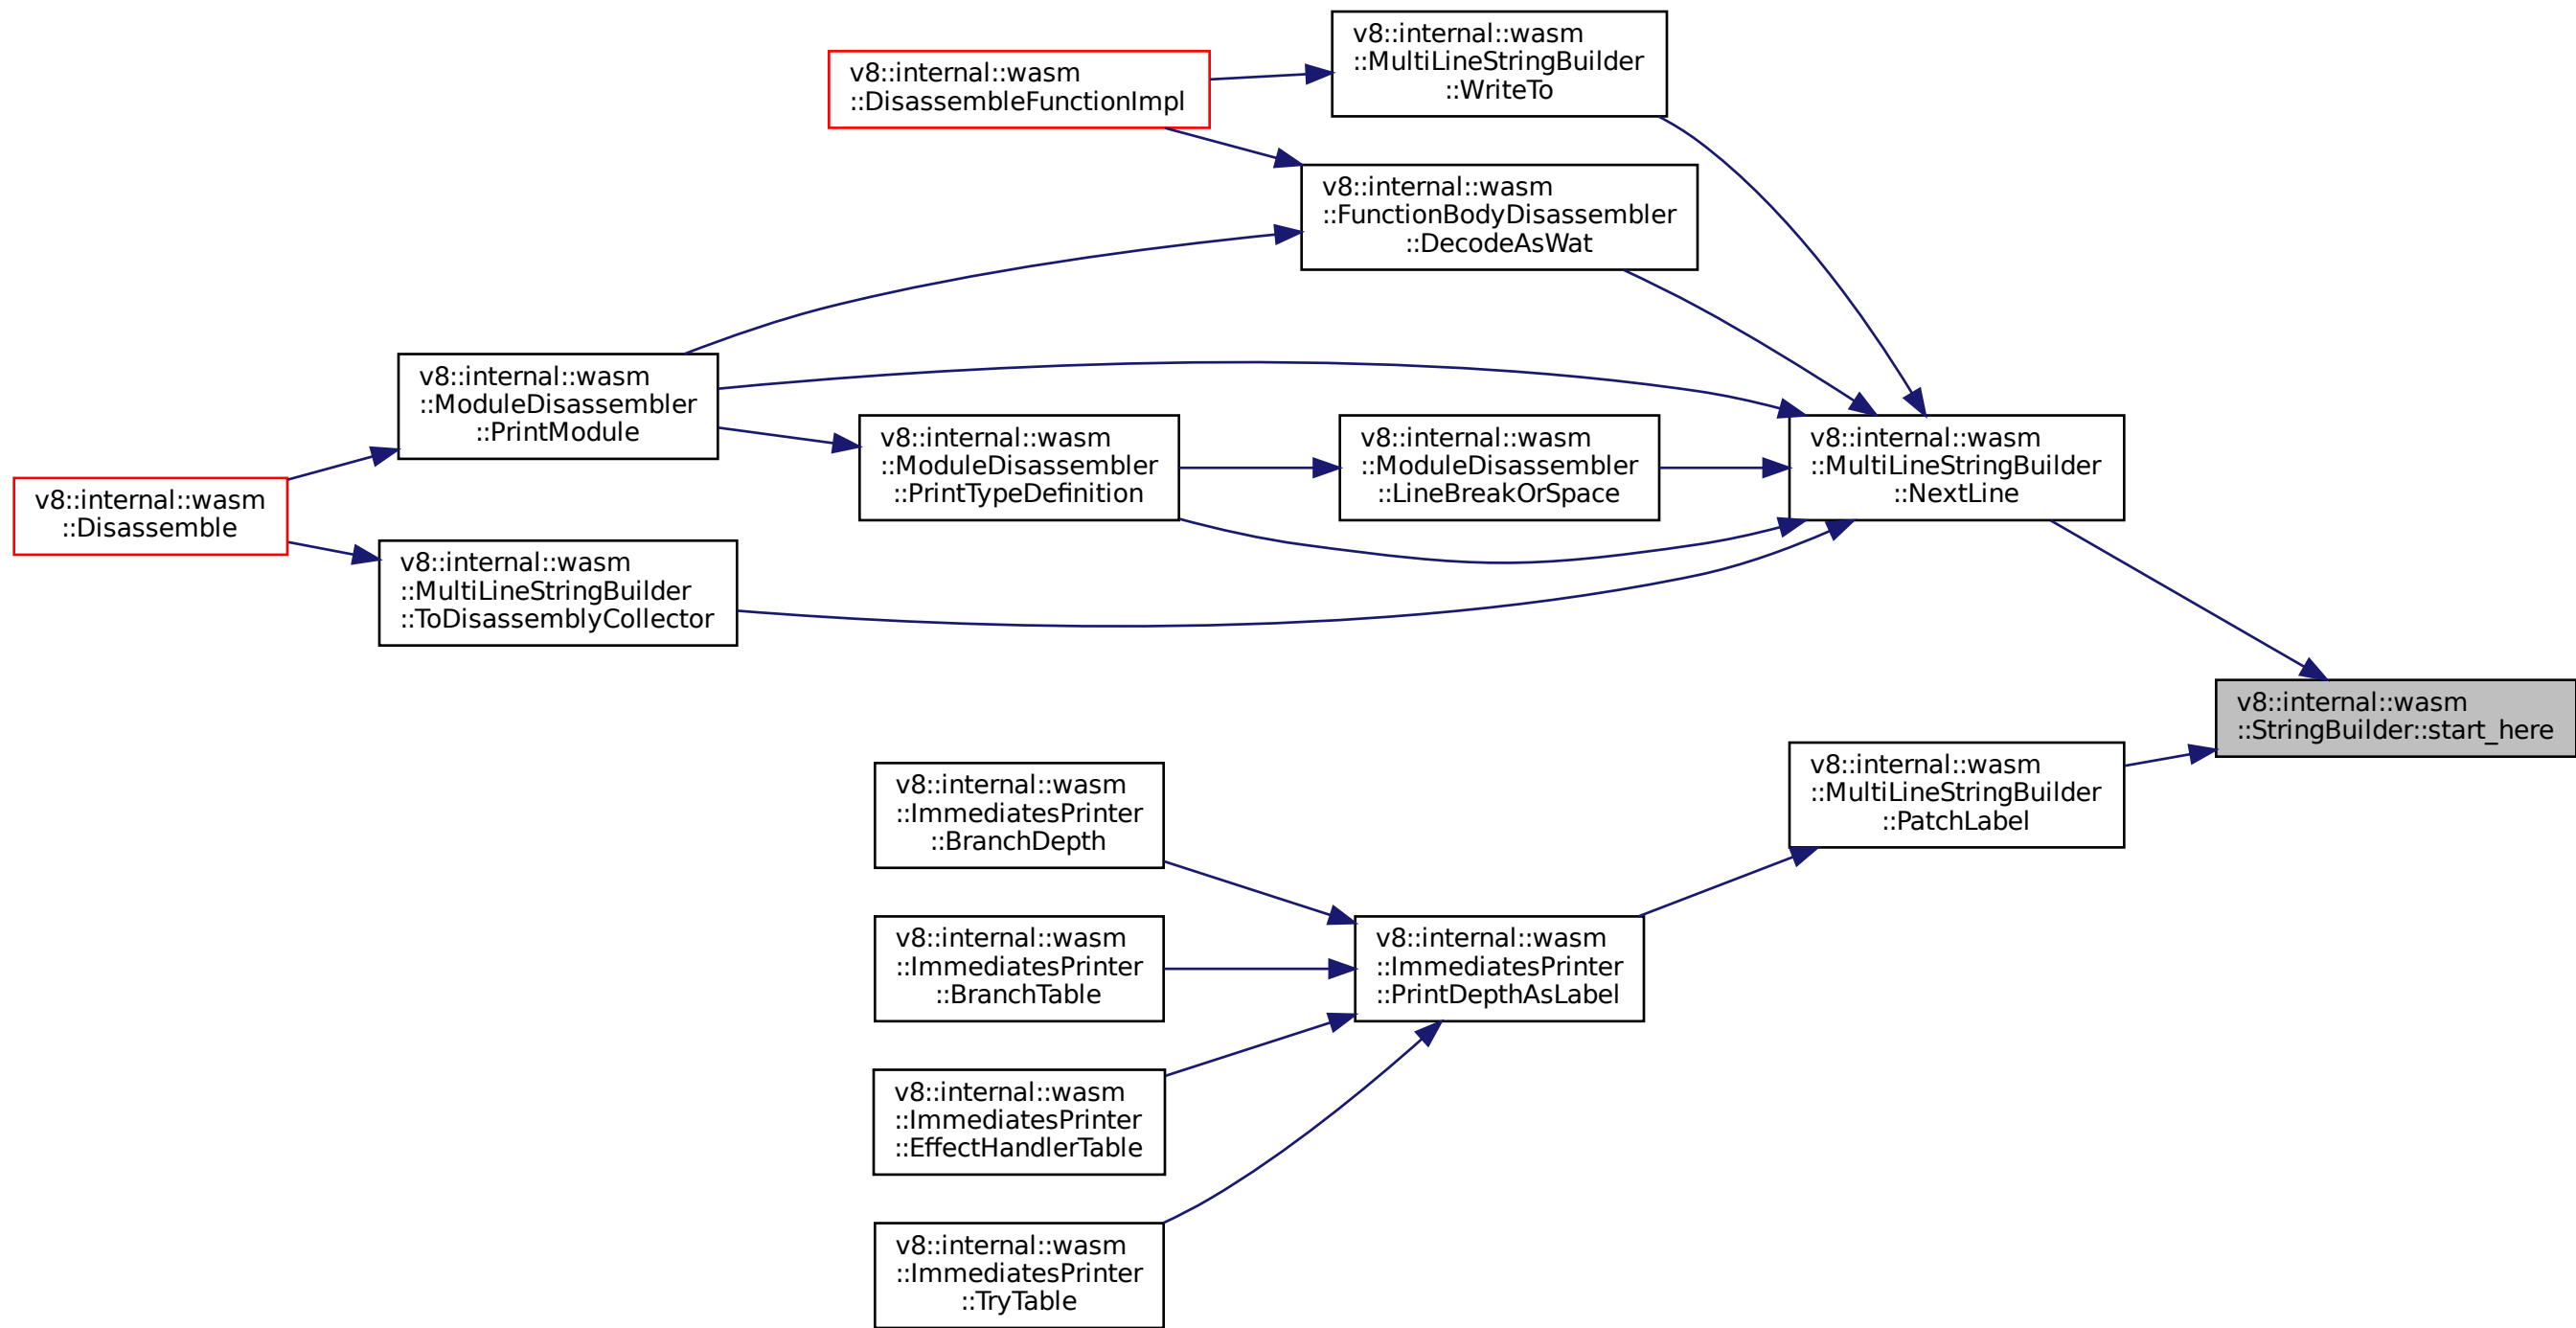 v8::internal::wasm
::MultiLineStringBuilder
::WriteTo
v8::internal::wasm
::DisassembleFunctionImpl
v8::internal::wasm
::FunctionBodyDisassembler
::DecodeAsWat
v8::internal::wasm
::ModuleDisassembler
::PrintModule
v8::internal::wasm
::ModuleDisassembler
::PrintTypeDefinition
v8::internal::wasm
::ModuleDisassembler
::LineBreakOrSpace
v8::internal::wasm
::MultiLineStringBuilder
::NextLine
v8::internal::wasm
::Disassemble
v8::internal::wasm
::MultiLineStringBuilder
::ToDisassemblyCollector
v8::internal::wasm
::StringBuilder::start_here
v8::internal::wasm
::MultiLineStringBuilder
::PatchLabel
v8::internal::wasm
::ImmediatesPrinter
::BranchDepth
v8::internal::wasm
::ImmediatesPrinter
::BranchTable
v8::internal::wasm
::ImmediatesPrinter
::PrintDepthAsLabel
v8::internal::wasm
::ImmediatesPrinter
::EffectHandlerTable
v8::internal::wasm
::ImmediatesPrinter
::TryTable